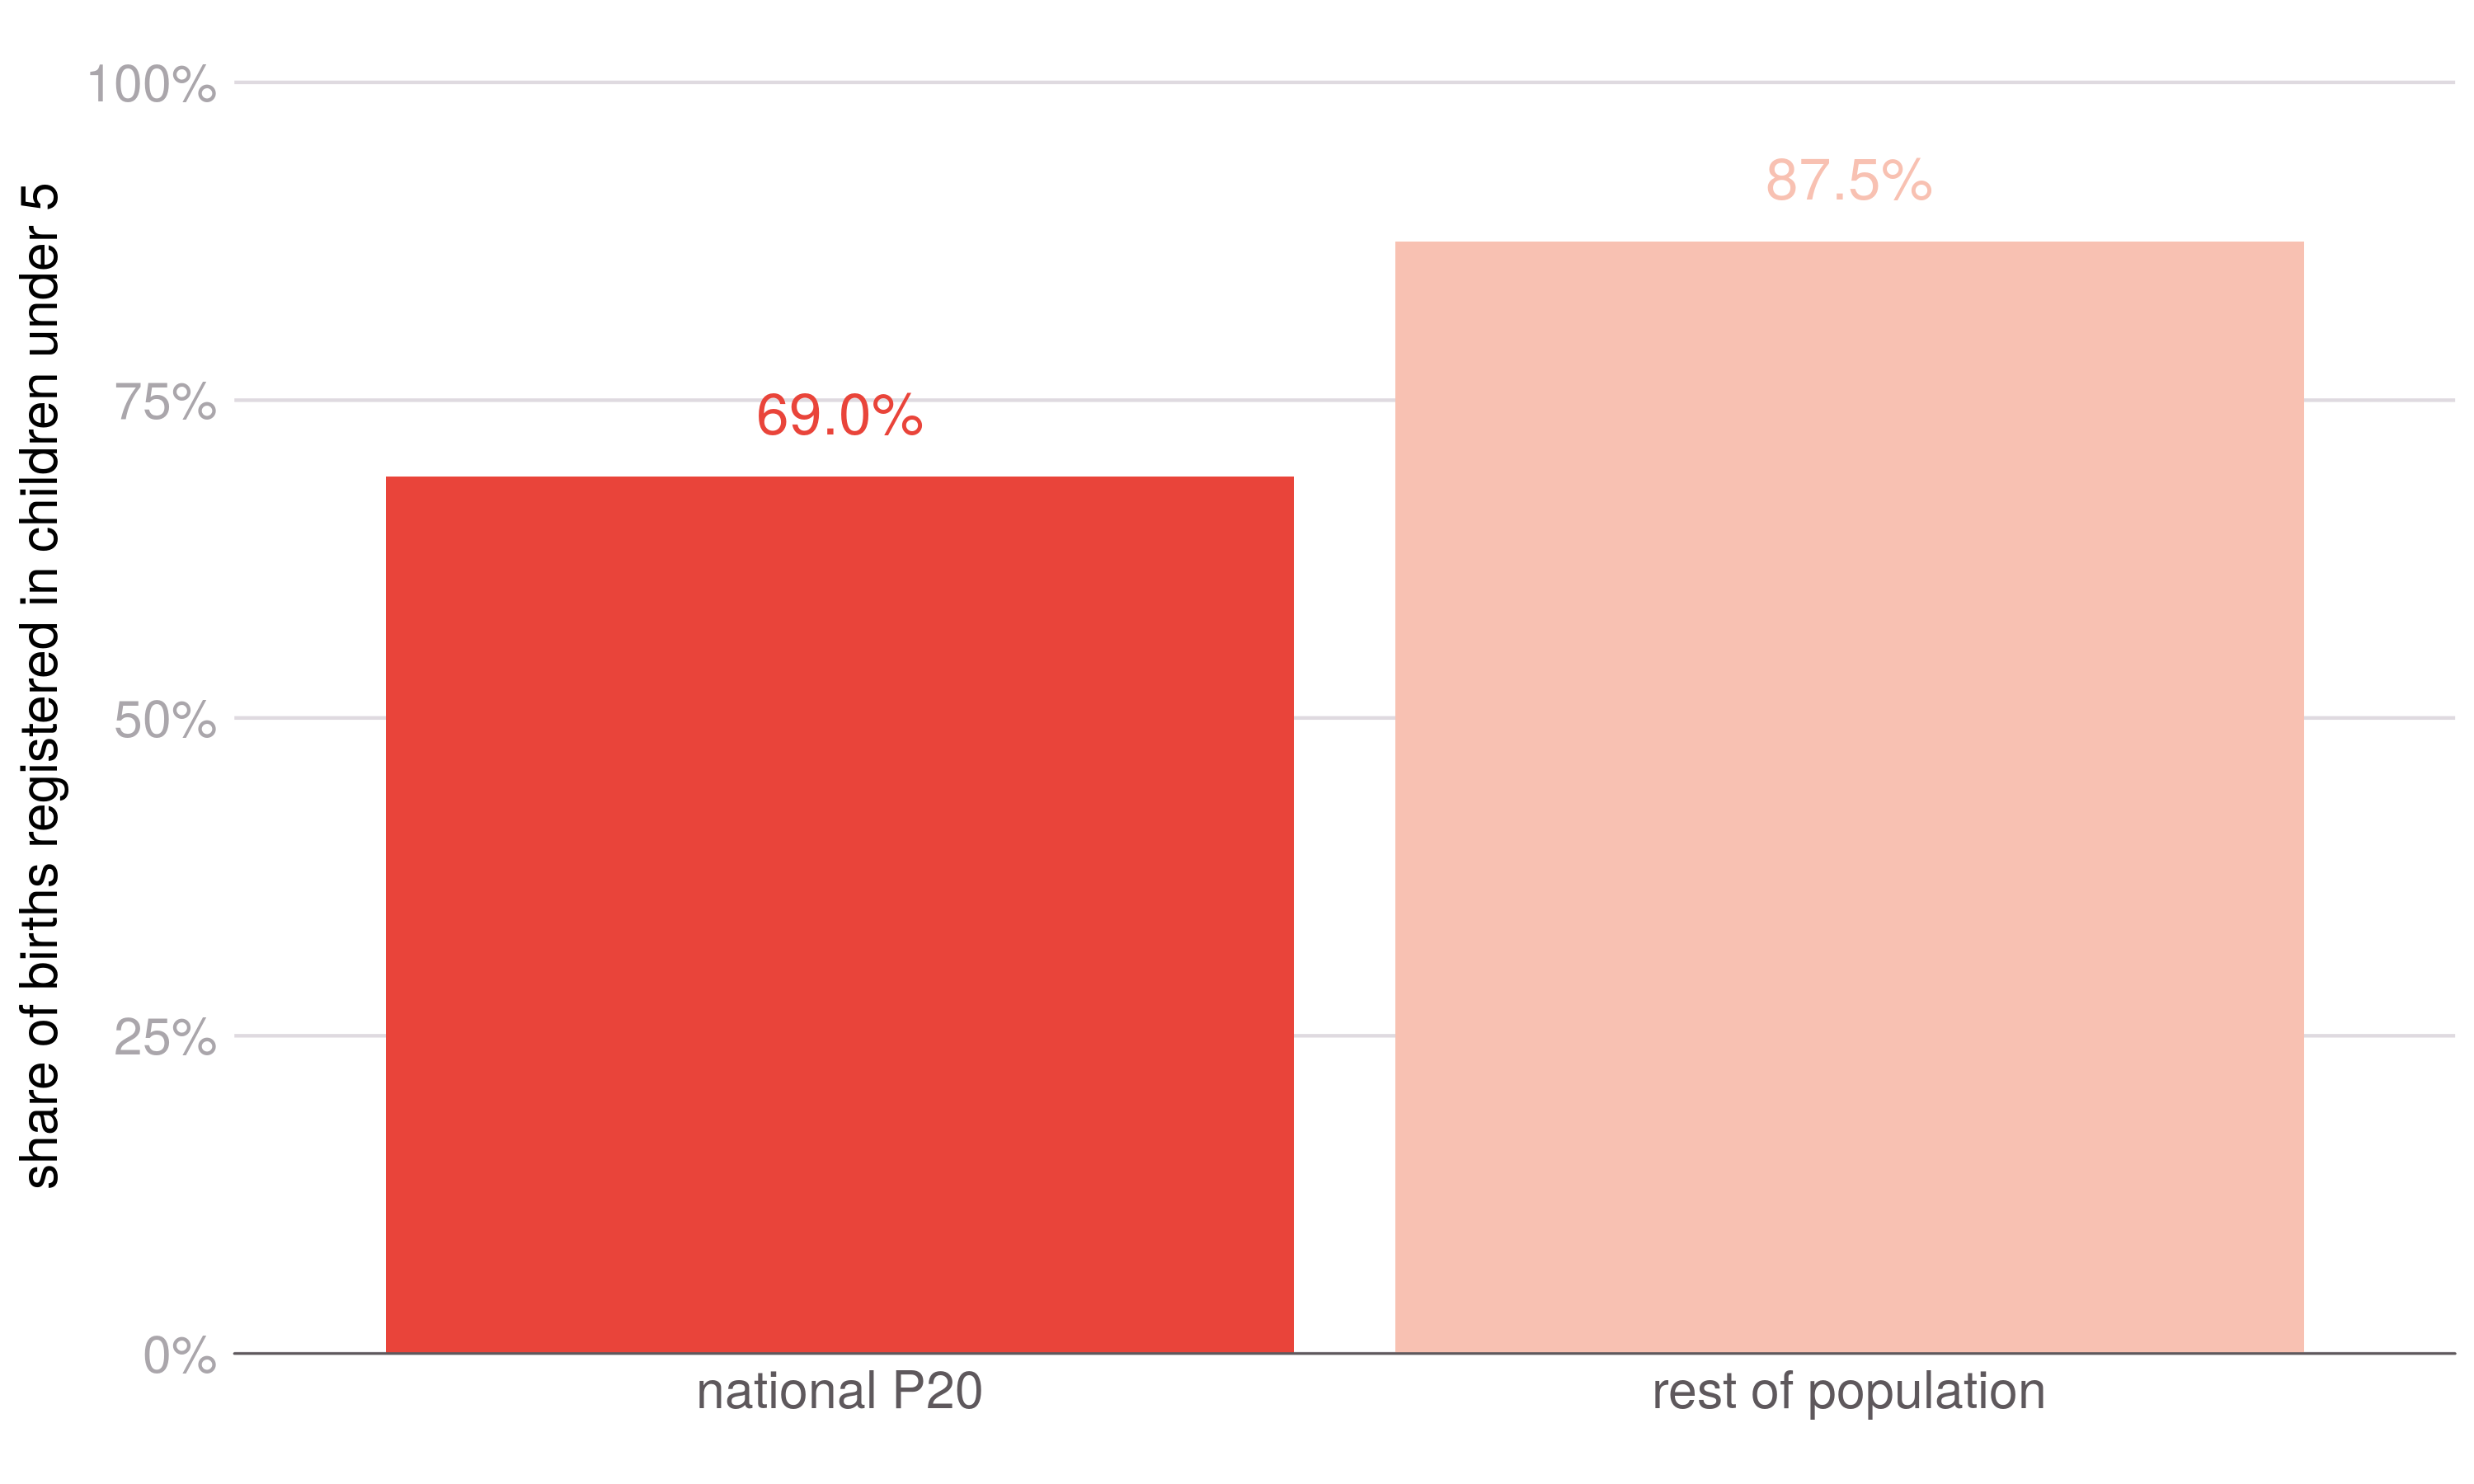 share of births registered in children under 5
100%
75%
50%
25%
0%
69.0%
87.5%
national P20
rest of population